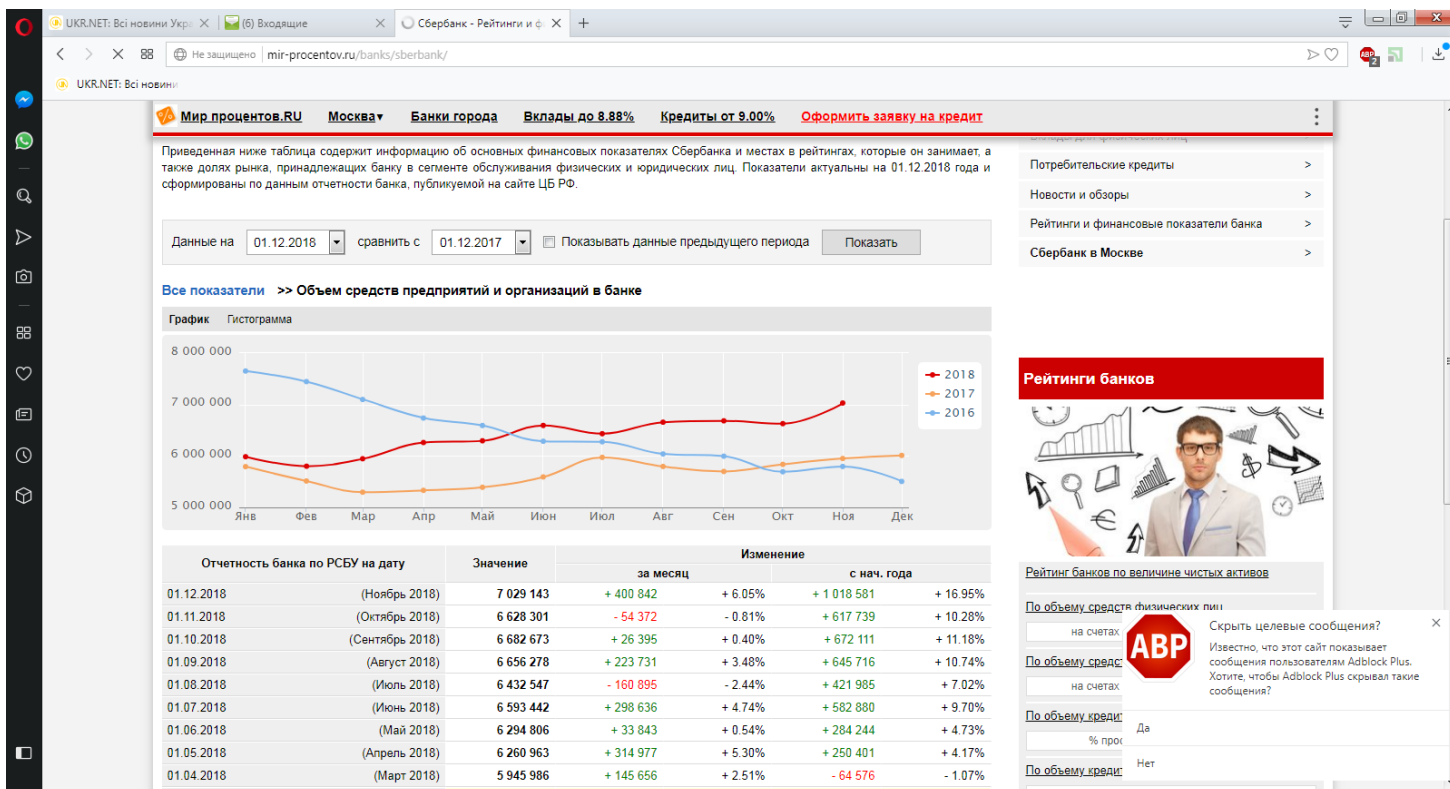 UKR.NET: Всі новини Укра
(6) Входящие
Сбербанк - Рейтинги и ф
Не защищено mir-procentov.ru/banks/sberbank/
ABP 2
UKR.NET: Всі новини
Мир процентов.RU Москва▾ Банки города Вклады до 8.88% Кредиты от 9.00% Оформить заявку на кредит
Приведенная ниже таблица содержит информацию об основных финансовых показателях Сбербанка и местах в рейтингах, которые он занимает, а
также долях рынка, принадлежащих банку в сегменте обслуживания физических и юридических лиц. Показатели актуальны на 01.12.2018 года и
сформированы по данным отчетности банка, публикуемой на сайте ЦБ РФ.
Данные на 01.12.2018 сравнить с 01.12.2017 Показывать данные предыдущего периода Показать
Все показатели >> Объем средств предприятий и организаций в банке
График Гистограмма
8 000 000
7 000 000
6 000 000
5 000 000
Янв Фев Мар Апр Май Июн Июл Авг Сен Окт Ноя Дек
2018
2017
2016
Отчетность банка по РСБУ на дату Значение Изменение
за месяц с нач. года
01.12.2018 (Ноябрь 2018) 7 029 143 + 400 842 + 6.05% + 1 018 581 + 16.95%
01.11.2018 (Октябрь 2018) 6 628 301 - 54 372 - 0.81% + 617 739 + 10.28%
01.10.2018 (Сентябрь 2018) 6 682 673 + 26 395 + 0.40% + 672 111 + 11.18%
01.09.2018 (Август 2018) 6 656 278 + 223 731 + 3.48% + 645 716 + 10.74%
01.08.2018 (Июль 2018) 6 432 547 - 160 895 - 2.44% + 421 985 + 7.02%
01.07.2018 (Июнь 2018) 6 593 442 + 298 636 + 4.74% + 582 880 + 9.70%
01.06.2018 (Май 2018) 6 294 806 + 33 843 + 0.54% + 284 244 + 4.73%
01.05.2018 (Апрель 2018) 6 260 963 + 314 977 + 5.30% + 250 401 + 4.17%
01.04.2018 (Март 2018) 5 945 986 + 145 656 + 2.51% - 64 576 - 1.07%
Потребительские кредиты >
Новости и обзоры >
Рейтинги и финансовые показатели банка >
Сбербанк в Москве >
Рейтинги банков
Рейтинг банков по величине чистых активов
По объему средств физических лиц
на счетах
По объему средст
на счетах
По объему кредит
% проc
По объему кредит
ABP
Скрыть целевые сообщения?
Известно, что этот сайт показывает
сообщения пользователям Adblock Plus.
Хотите, чтобы Adblock Plus скрывал такие
сообщения?
Да
Нет